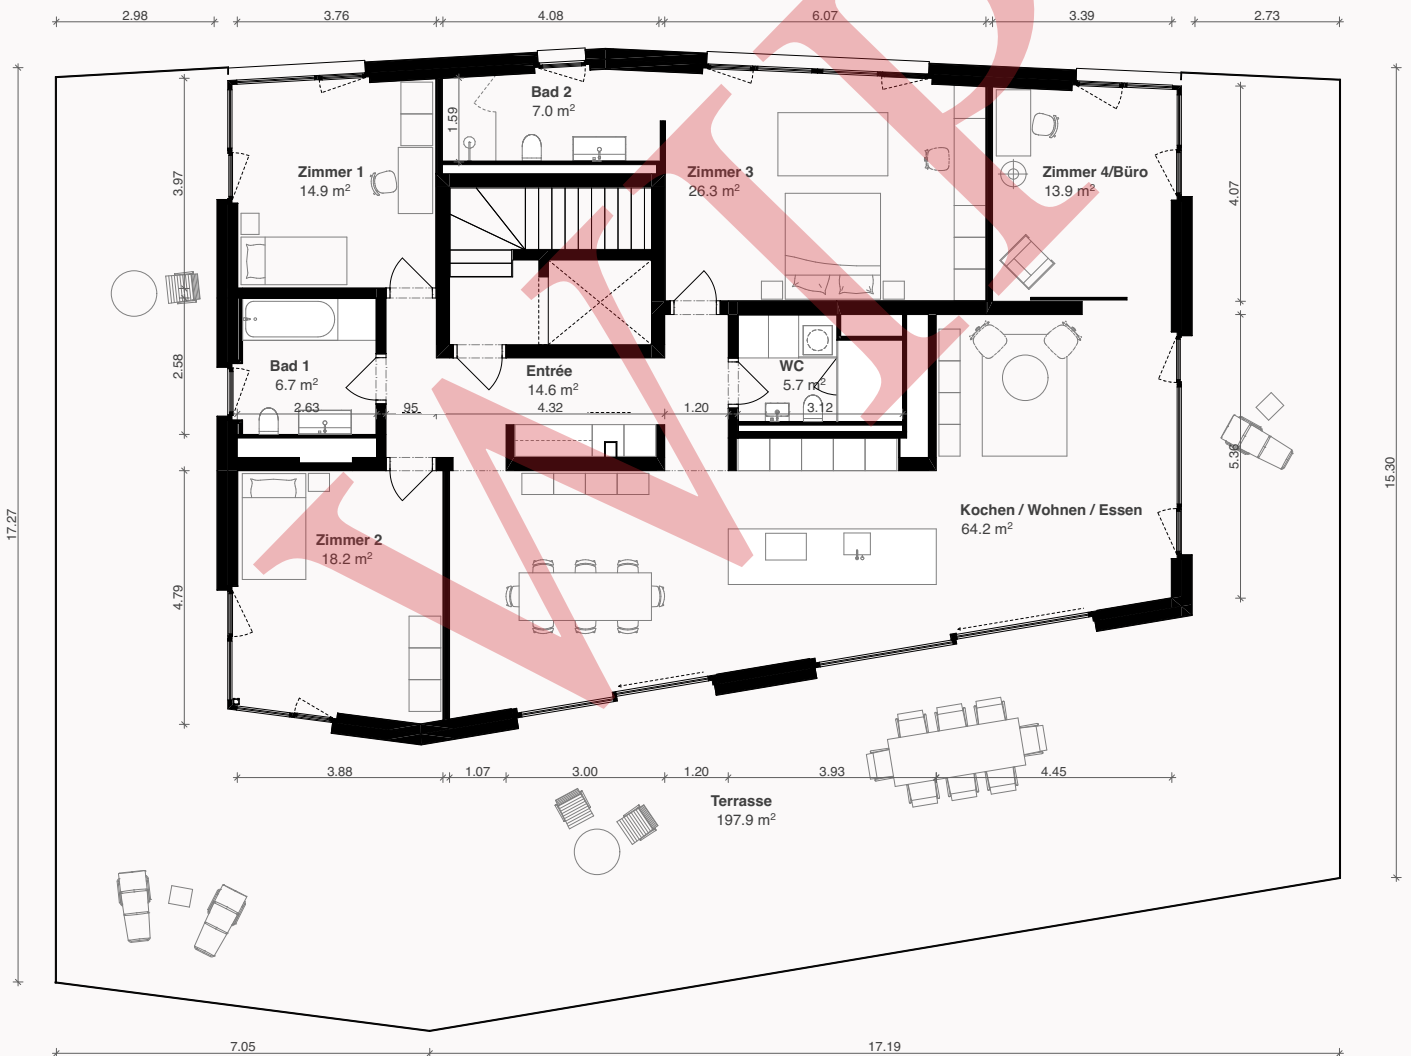 2.98
3.76
4.08
6.07
3.39
2.73
Bad 2
7.0 m²
1.59
Zimmer 1
14.9 m²
Zimmer 3
26.3 m²
Zimmer 4/Büro
13.9 m²
3.97
4.07
Bad 1
6.7 m²
2.58
Entrée
14.6 m²
WC
5.7 m²
2.63
95
4.32
1.20
3.12
15.30
17.27
Kochen / Wohnen / Essen
64.2 m²
Zimmer 2
18.2 m²
4.79
3.88
1.07
3.00
1.20
3.93
4.45
Terrasse
197.9 m²
7.05
17.19
WIP